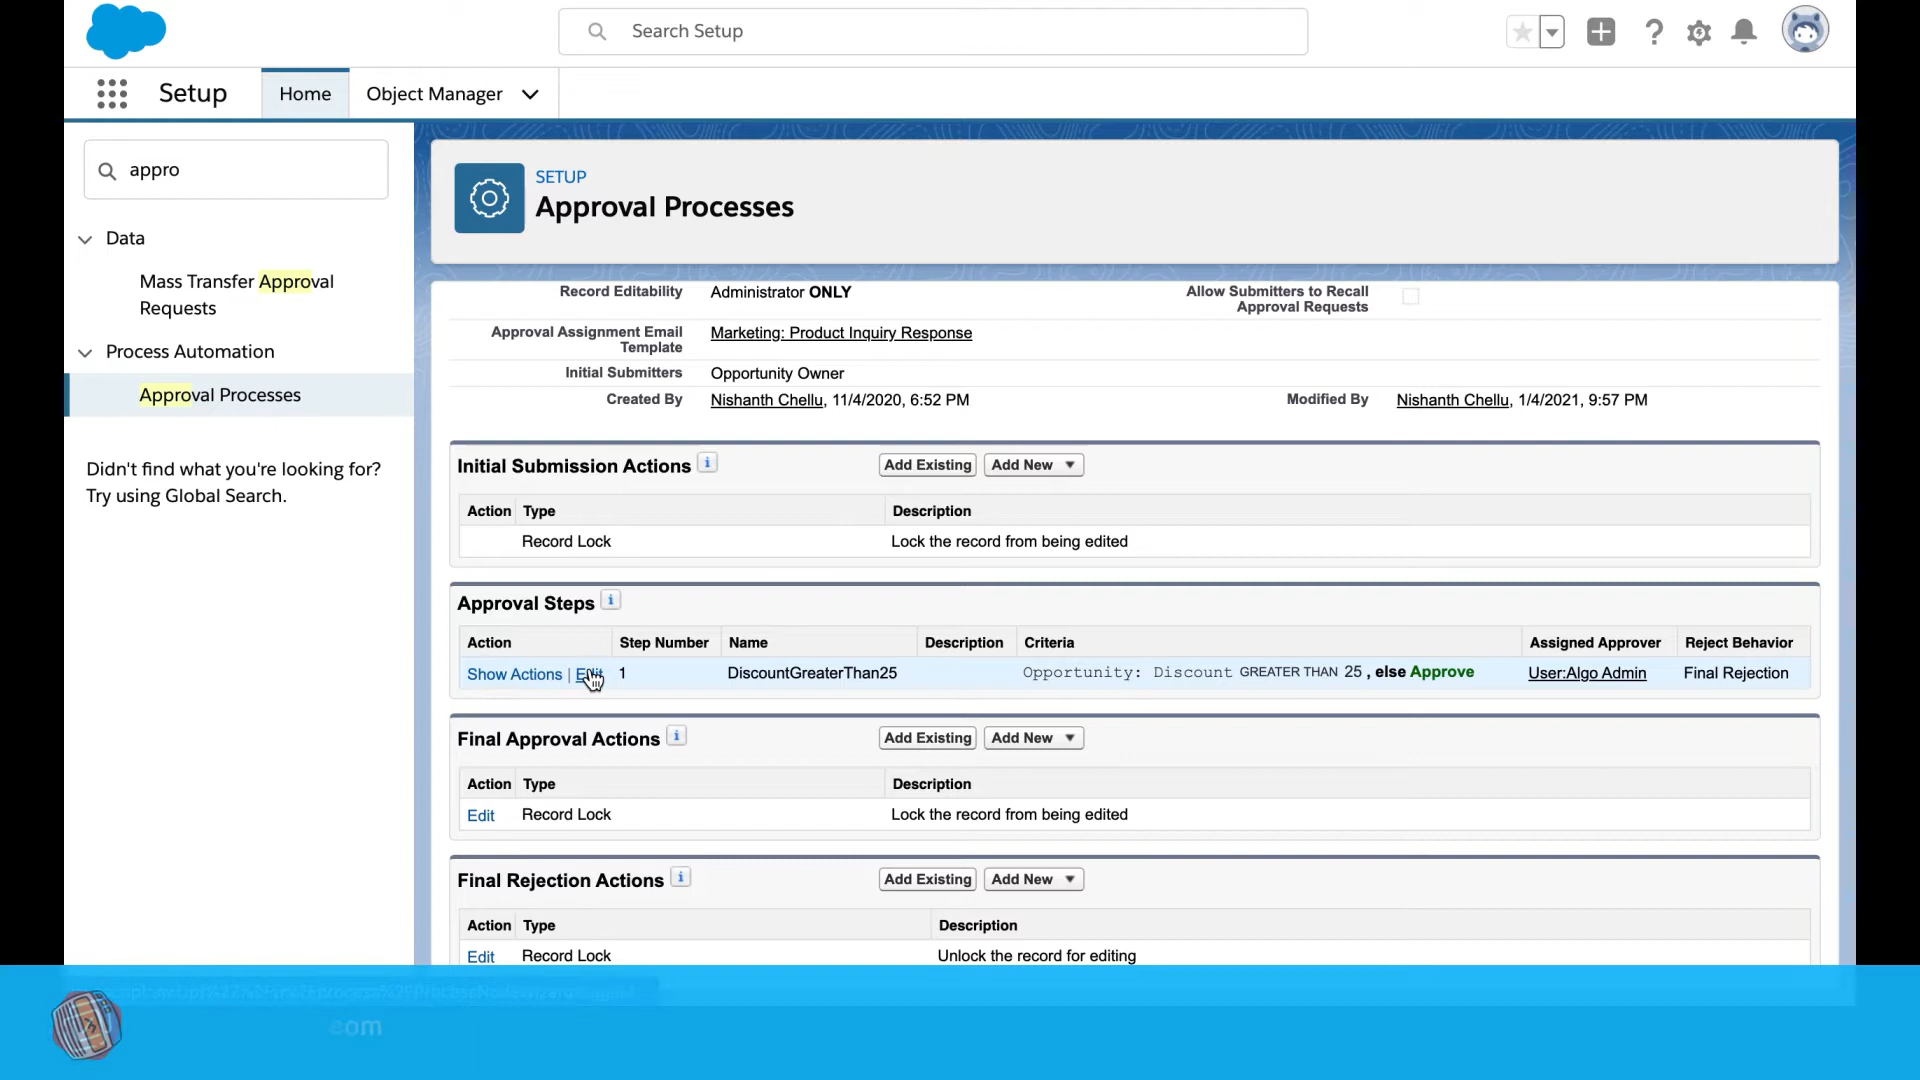 Search Setup
Setup
Home
Object Manager
appro
Data
Mass Transfer Approval
Requests
Process Automation
Approval Processes
Didn't find what you're looking for?
Try using Global Search.
SETUP
Approval Processes
Record Editability Administrator ONLY
Allow Submitters to Recall
Approval Requests
Approval Assignment Email
Template
Marketing: Product Inquiry Response
Initial Submitters Opportunity Owner
Created By Nishanth Chellu, 11/4/2020, 6:52 PM
Modified By Nishanth Chellu, 1/4/2021, 9:57 PM
Initial Submission Actions
Add Existing Add New
Action Type Description
Record Lock Lock the record from being edited
Approval Steps
Action Step Number Name Description Criteria Assigned Approver Reject Behavior
Show Actions | Edit 1 DiscountGreaterThan25 Opportunity: Discount GREATER THAN 25 , else Approve User:Algo Admin Final Rejection
Final Approval Actions
Add Existing Add New
Action Type Description
Edit Record Lock Lock the record from being edited
Final Rejection Actions
Add Existing Add New
Action Type Description
Edit Record Lock Unlock the record for editing
com